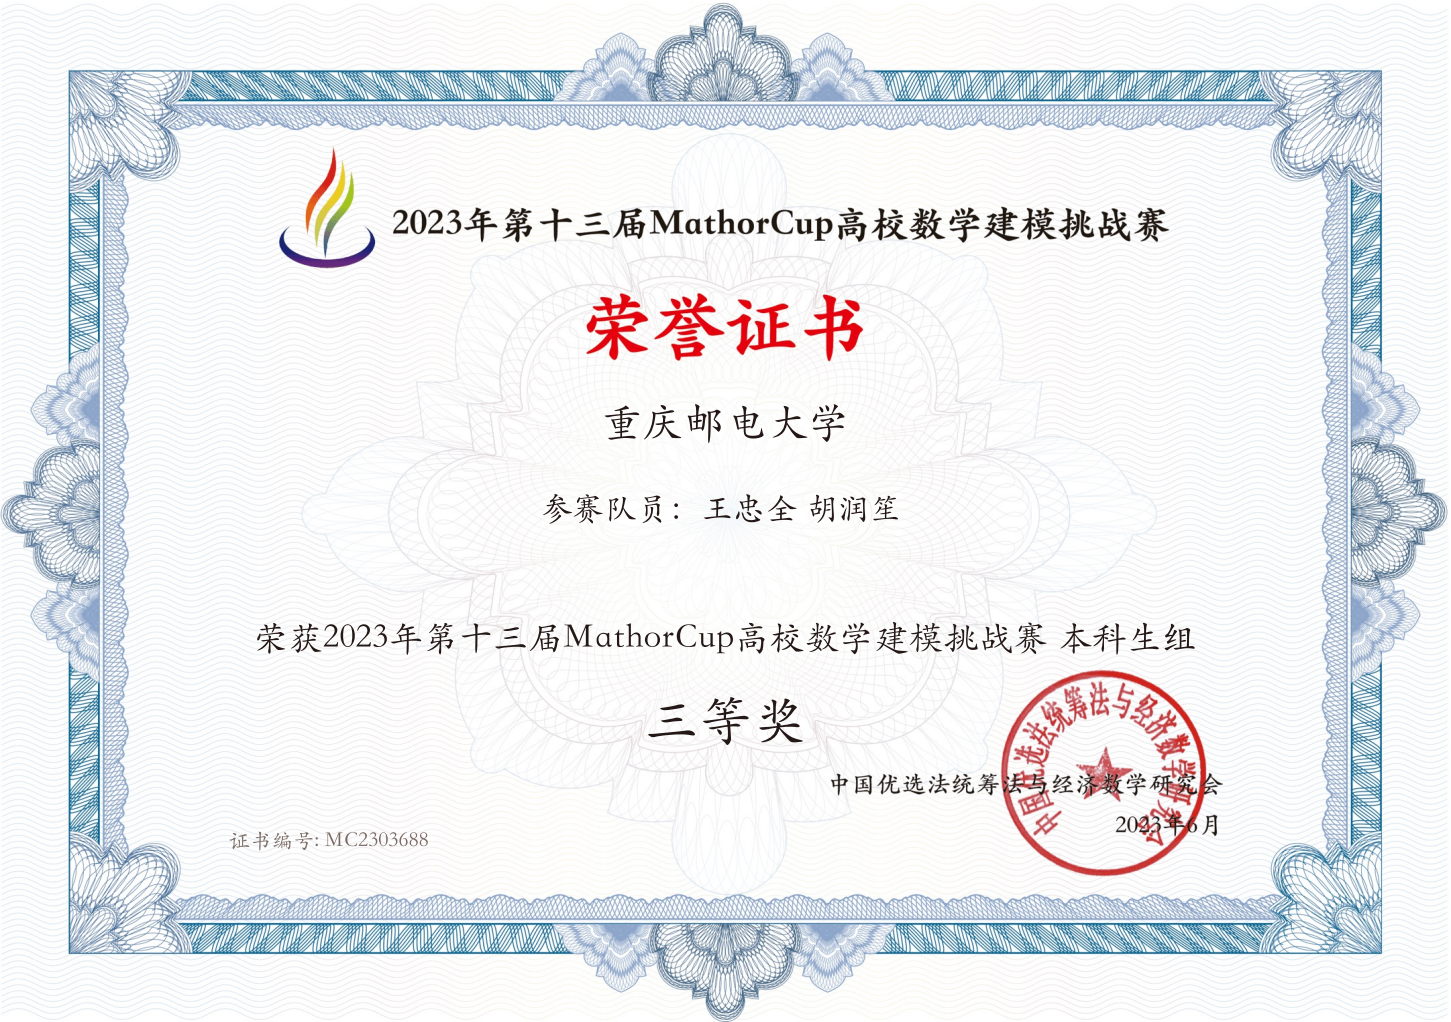 2023年第十三届MathorCup高校数学建模挑战赛
荣誉证书
重庆邮电大学
参赛队员：王忠全 胡润笙
荣获2023年第十三届MathorCup高校数学建模挑战赛 本科生组
三等奖
中国优选法统筹法与经济数学研究会
中国优选法统筹法与经济数学研究会
2023年6月
证书编号: MC2303688